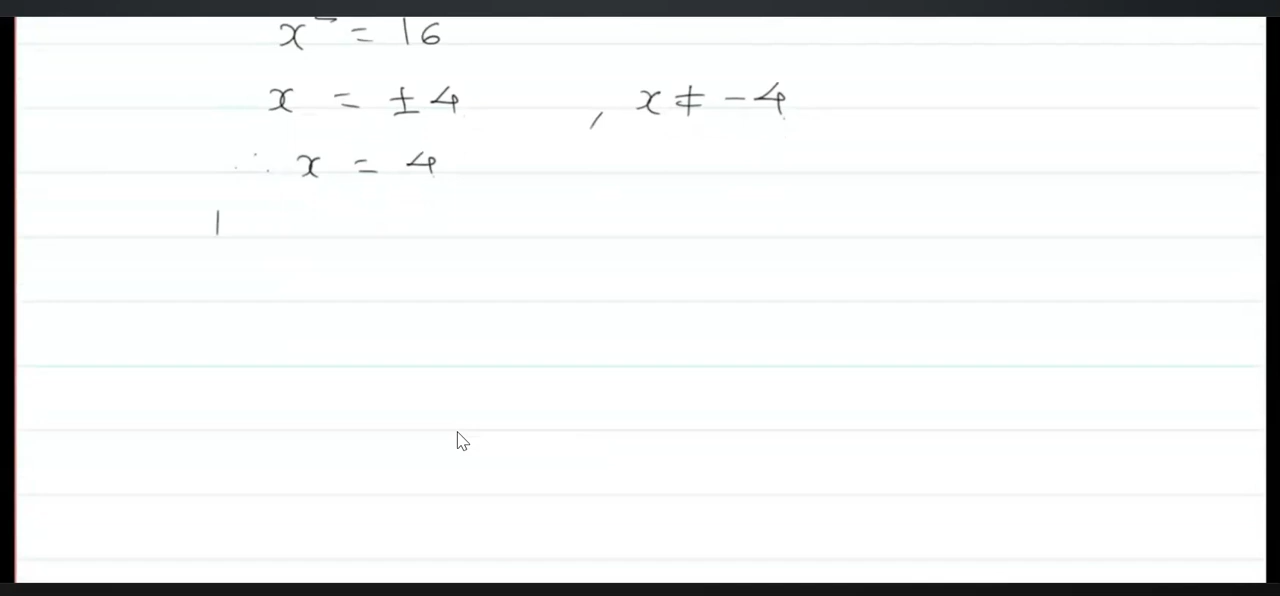 x² = 16
x = ±4 , x ≠ -4
∴ x = 4
|